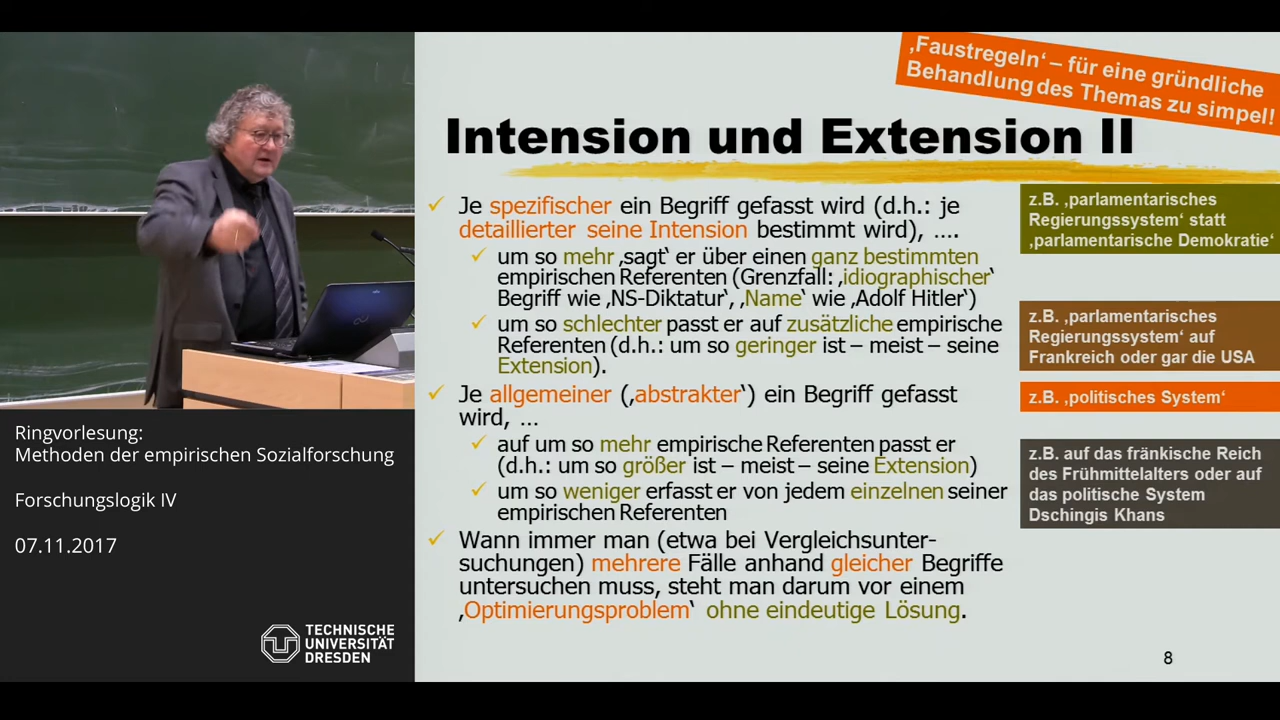 ‚Faustregeln‘ – für eine gründliche
Behandlung des Themas zu simpel!
Intension und Extension II
Je spezifischer ein Begriff gefasst wird (d.h.: je
detaillierter seine Intension bestimmt wird), ….
um so mehr ‚sagt‘ er über einen ganz bestimmten
empirischen Referenten (Grenzfall: ‚idiographischer‘
Begriff wie ‚NS-Diktatur‘, ‚Name‘ wie ‚Adolf Hitler‘)
um so schlechter passt er auf zusätzliche empirische
Referenten (d.h.: um so geringer ist – meist – seine
Extension).
Je allgemeiner (‚abstrakter‘) ein Begriff gefasst
wird, …
auf um so mehr empirische Referenten passt er
(d.h.: um so größer ist – meist – seine Extension)
um so weniger erfasst er von jedem einzelnen seiner
empirischen Referenten
Wann immer man (etwa bei Vergleichsunter-
suchungen) mehrere Fälle anhand gleicher Begriffe
untersuchen muss, steht man darum vor einem
‚Optimierungsproblem‘ ohne eindeutige Lösung.
z.B. ‚parlamentarisches
Regierungssystem‘ statt
‚parlamentarische Demokratie‘
z.B. ‚parlamentarisches
Regierungssystem‘ auf
Frankreich oder gar die USA
z.B. ‚politisches System‘
z.B. auf das fränkische Reich
des Frühmittelalters oder auf
das politische System
Dschingis Khans
8
Ringvorlesung:
Methoden der empirischen Sozialforschung
Forschungslogik IV
07.11.2017
TECHNISCHE
UNIVERSITÄT
DRESDEN